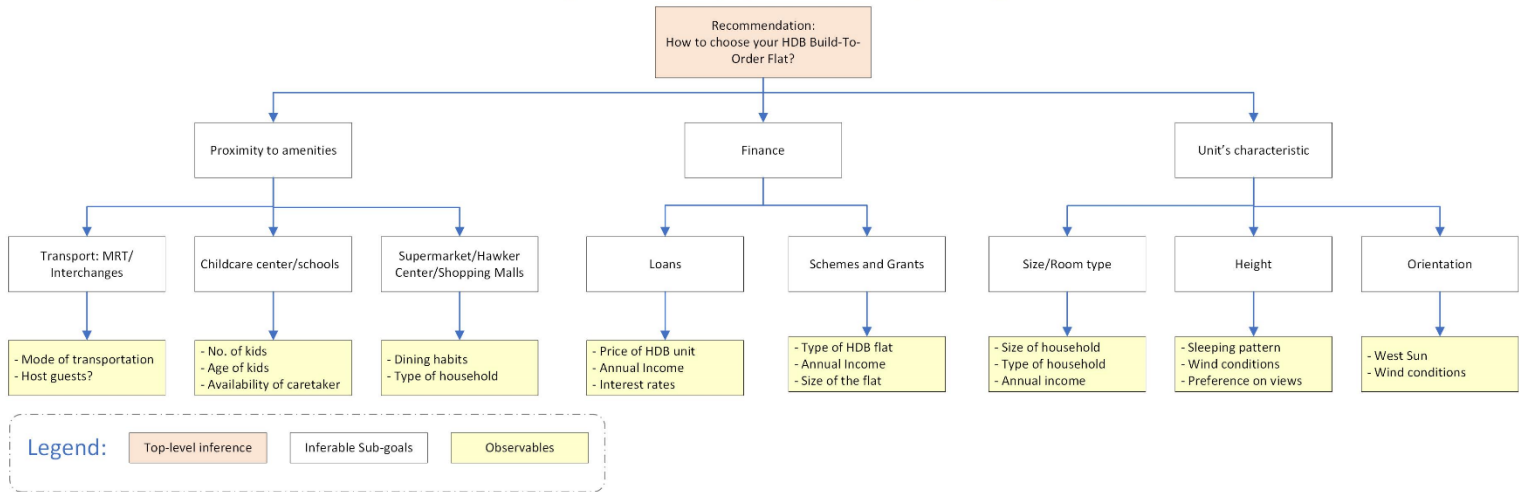 Recommendation:
How to choose your HDB Build-To-
Order Flat?
Proximity to amenities
Finance
Unit's characteristic
Transport: MRT/
Interchanges
Childcare center/schools
Supermarket/Hawker
Center/Shopping Malls
Loans
Schemes and Grants
Size/Room type
Height
Orientation
- Mode of transportation
- Host guests?
- No. of kids
- Age of kids
- Availability of caretaker
- Dining habits
- Type of household
- Price of HDB unit
- Annual Income
- Interest rates
- Type of HDB flat
- Annual Income
- Size of the flat
- Size of household
- Type of household
- Annual income
- Sleeping pattern
- Wind conditions
- Preference on views
- West Sun
- Wind conditions
Legend:
Top-level inference
Inferable Sub-goals
Observables